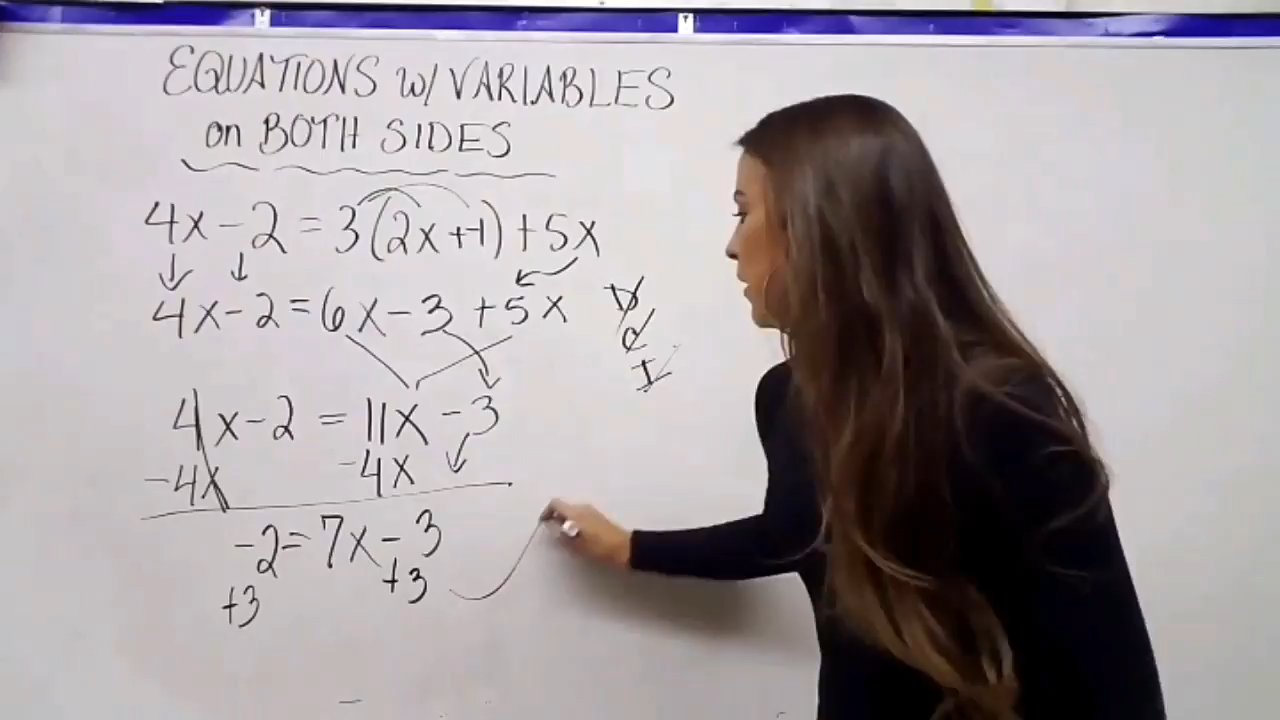 EQUATIONS w/ VARIABLES
on BOTH SIDES
4x - 2 = 3(2x + -1) + 5x
4x - 2 = 6x - 3 + 5x
D
C
I
4x - 2 = 11x - 3
-4x -4x
-2 = 7x - 3
+3 +3